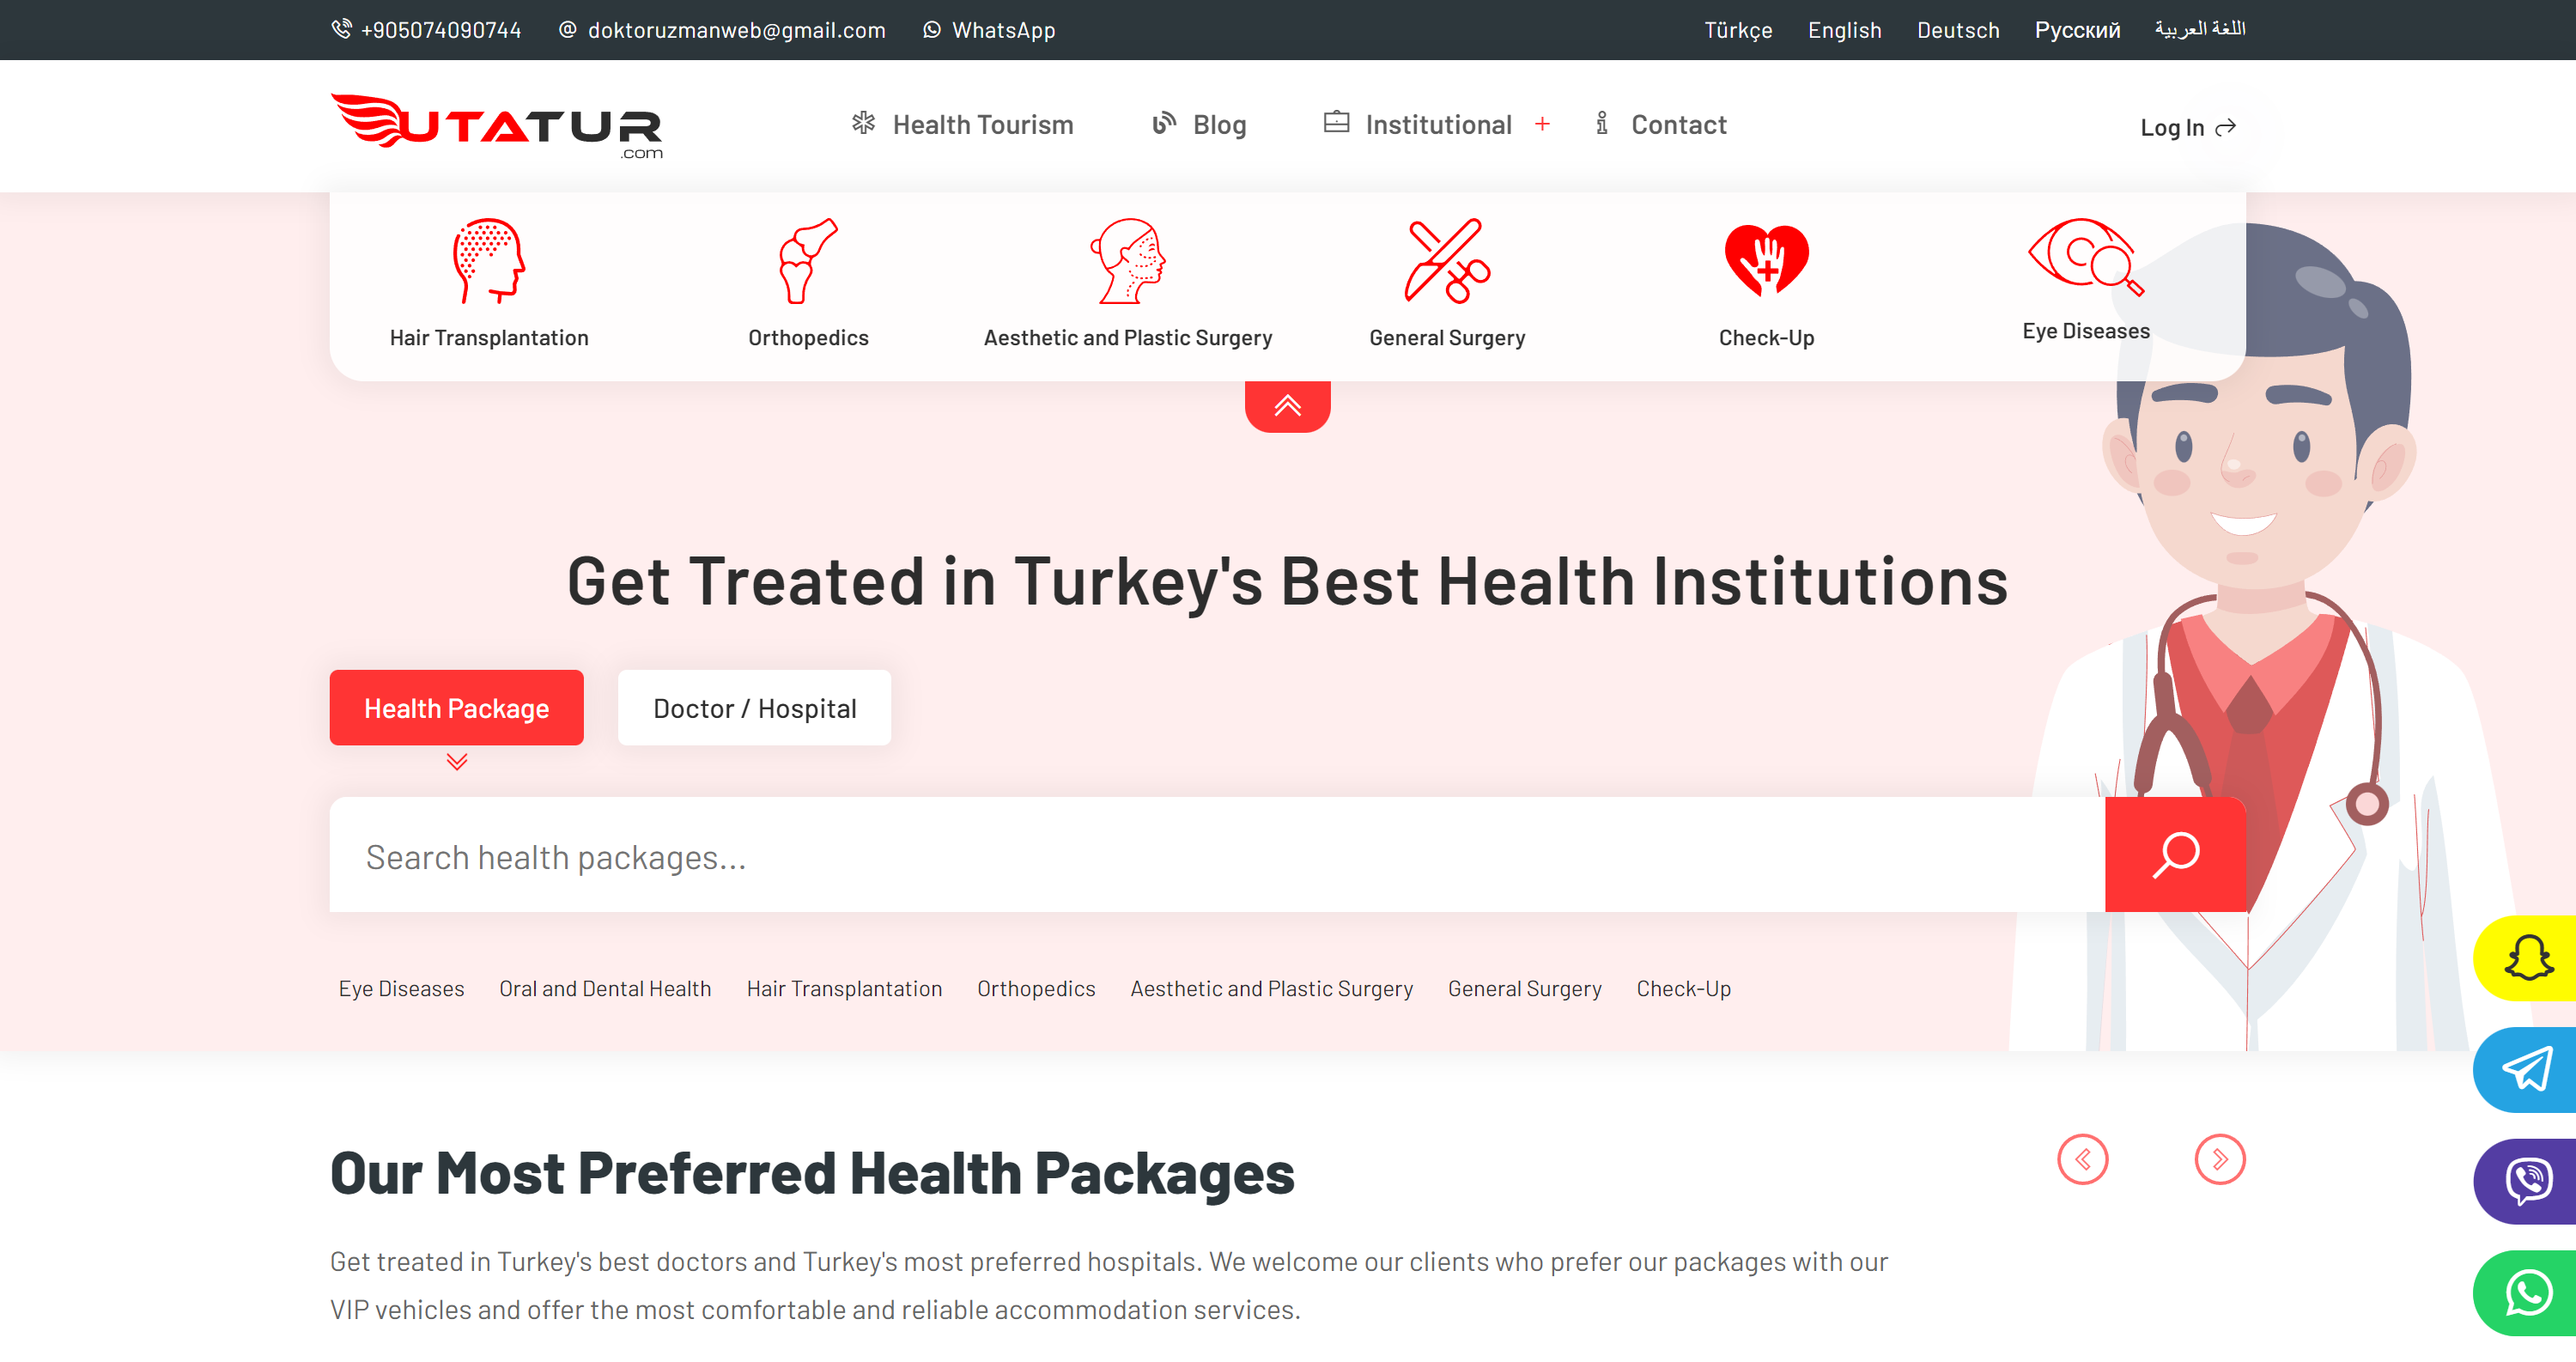 +905074090744 doktoruzmanweb@gmail.com WhatsApp Türkçe English Deutsch Русский اللغة العربية
UTATUR
.com
Health Tourism Blog Institutional + Contact Log In
Hair Transplantation Orthopedics Aesthetic and Plastic Surgery General Surgery Check-Up Eye Diseases
Get Treated in Turkey's Best Health Institutions
Health Package Doctor / Hospital
Search health packages...
Eye Diseases Oral and Dental Health Hair Transplantation Orthopedics Aesthetic and Plastic Surgery General Surgery Check-Up
Our Most Preferred Health Packages
Get treated in Turkey's best doctors and Turkey's most preferred hospitals. We welcome our clients who prefer our packages with our
VIP vehicles and offer the most comfortable and reliable accommodation services.